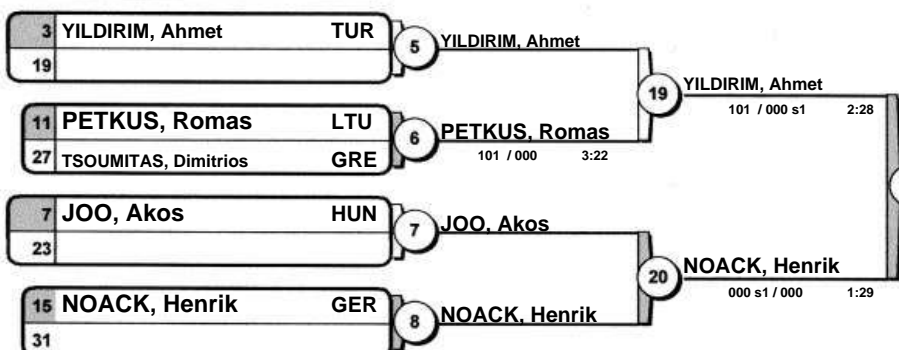 3 YILDIRIM, Ahmet TUR
19
5 YILDIRIM, Ahmet
11 PETKUS, Romas LTU
27 TSOUMITAS, Dimitrios GRE
6 PETKUS, Romas
101 / 000 3:22
19 YILDIRIM, Ahmet
101 / 000 s1 2:28
7 JOO, Akos HUN
23
7 JOO, Akos
15 NOACK, Henrik GER
31
8 NOACK, Henrik
20 NOACK, Henrik
000 s1 / 000 1:29